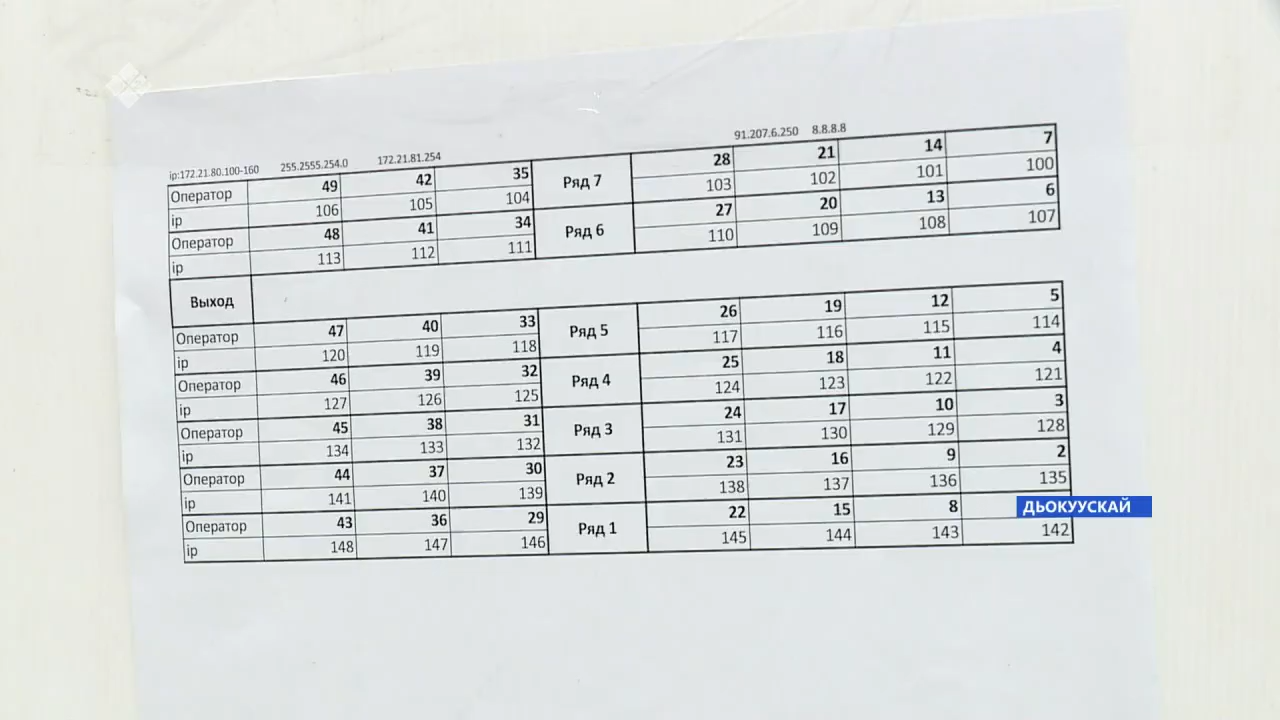 91.207.6.250 8.8.8.8
ip:172.21.80.100-160 255.2555.254.0 172.21.81.254
Оператор 49 42 35 Ряд 7 28 21 14 7
ip 106 105 104 103 102 101 100
Оператор 48 41 34 Ряд 6 27 20 13 6
ip 113 112 111 110 109 108 107
Выход
Оператор 47 40 33 Ряд 5 26 19 12 5
ip 120 119 118 117 116 115 114
Оператор 46 39 32 Ряд 4 25 18 11 4
ip 127 126 125 124 123 122 121
Оператор 45 38 31 Ряд 3 24 17 10 3
ip 134 133 132 131 130 129 128
Оператор 44 37 30 Ряд 2 23 16 9 2
ip 141 140 139 138 137 136 135
Оператор 43 36 29 Ряд 1 22 15 8
ip 148 147 146 145 144 143 142
ДЬОКУУСКАЙ